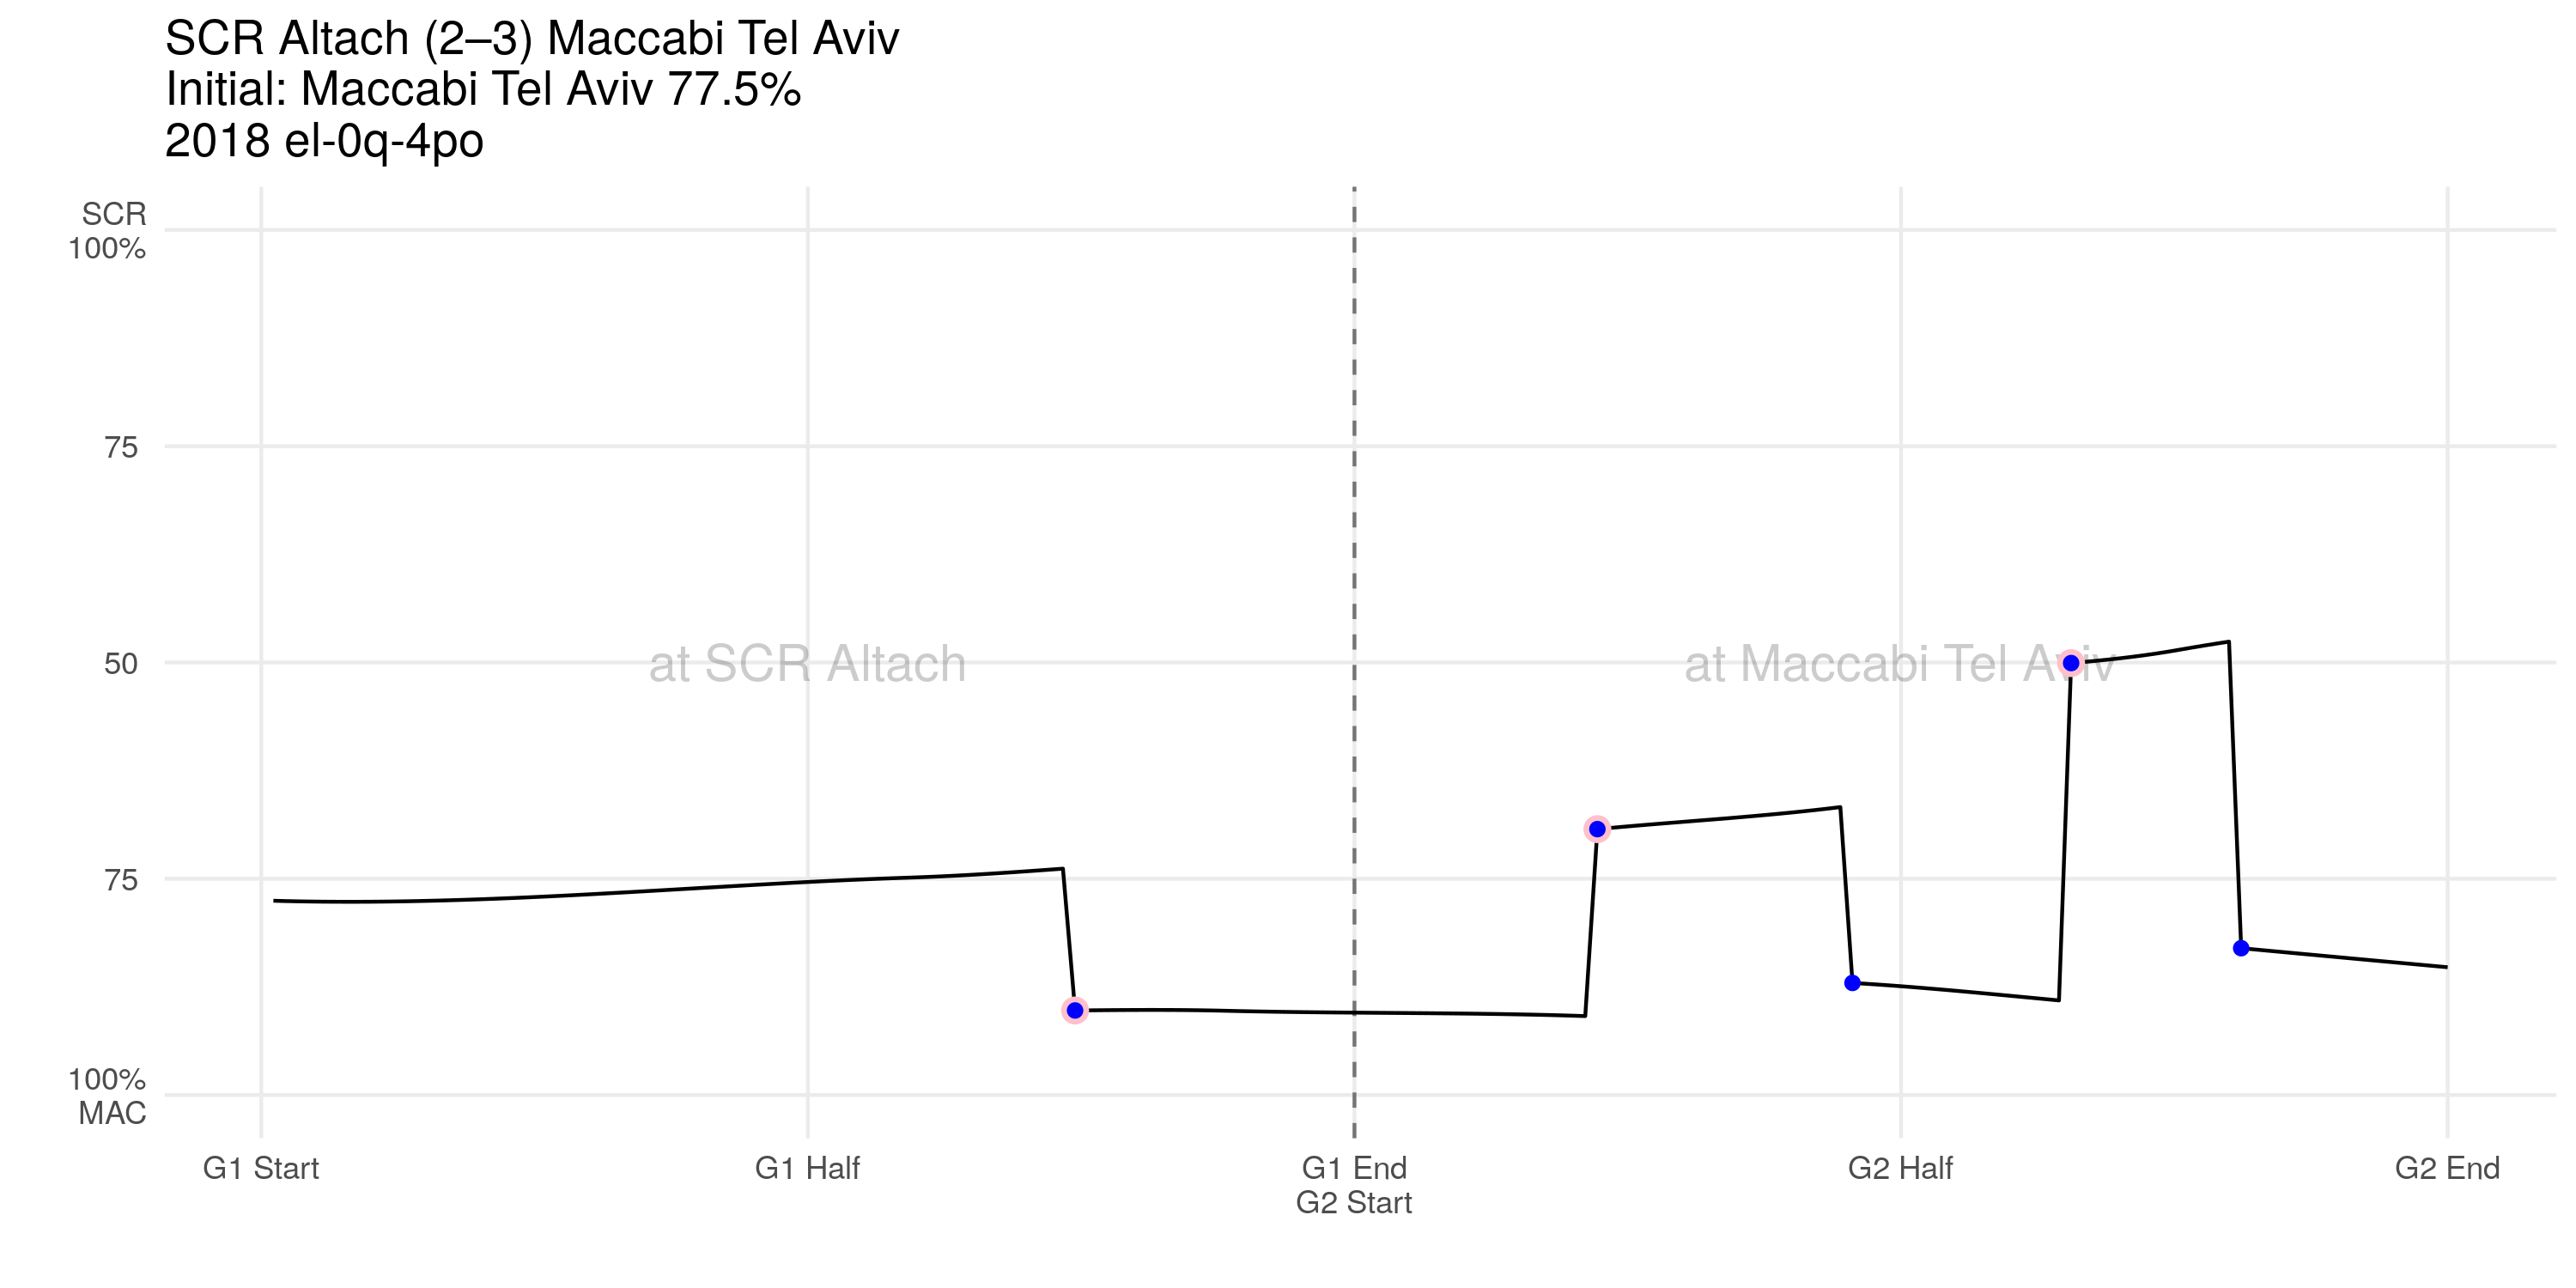 SCR Altach (2–3) Maccabi Tel Aviv
Initial: Maccabi Tel Aviv 77.5%
2018 el-0q-4po
SCR
100%
75
50
75
100%
MAC
at SCR Altach
at Maccabi Tel Aviv
G1 Start
G1 Half
G1 End
G2 Start
G2 Half
G2 End